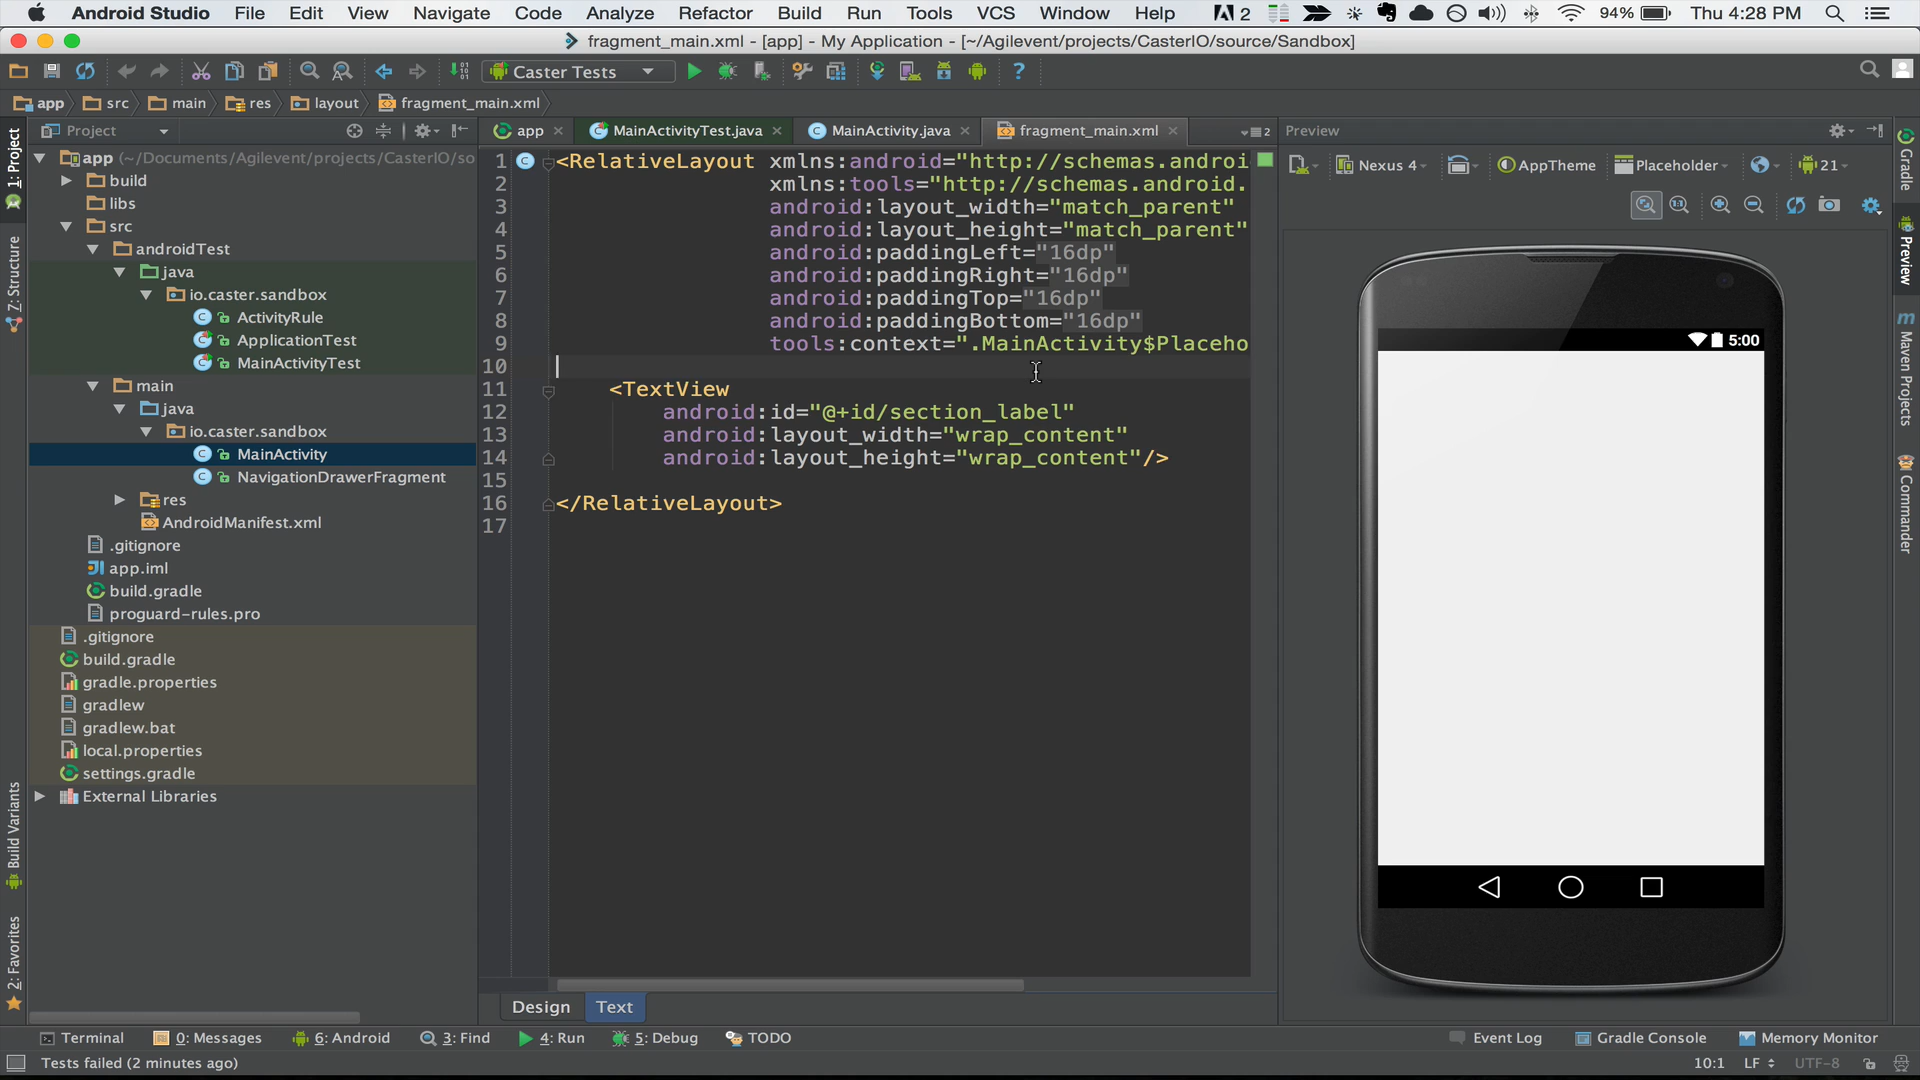 Android Studio File Edit View Navigate Code Analyze Refactor Build Run Tools VCS Window Help 2 94% Thu 4:28 PM
fragment_main.xml - [app] - My Application - [~/Agilevent/projects/CasterIO/source/Sandbox]
Caster Tests
app src main res layout fragment_main.xml
1: Project
Z: Structure
Build Variants
2: Favorites
Project
app (~/Documents/Agilevent/projects/CasterIO/so
build
libs
src
androidTest
java
io.caster.sandbox
ActivityRule
ApplicationTest
MainActivityTest
main
java
io.caster.sandbox
MainActivity
NavigationDrawerFragment
res
AndroidManifest.xml
.gitignore
app.iml
build.gradle
proguard-rules.pro
.gitignore
build.gradle
gradle.properties
gradlew
gradlew.bat
local.properties
settings.gradle
External Libraries
app MainActivityTest.java MainActivity.java fragment_main.xml 2
1 <RelativeLayout xmlns:android="http://schemas.androi
2 xmlns:tools="http://schemas.android.
3 android:layout_width="match_parent"
4 android:layout_height="match_parent"
5 android:paddingLeft="16dp"
6 android:paddingRight="16dp"
7 android:paddingTop="16dp"
8 android:paddingBottom="16dp"
9 tools:context=".MainActivity$Placeho
10
11 <TextView
12 android:id="@+id/section_label"
13 android:layout_width="wrap_content"
14 android:layout_height="wrap_content"/>
15
16 </RelativeLayout>
17
Design Text
Preview
Nexus 4 AppTheme Placeholder 21
1:1
5:00
Gradle
Preview
Maven Projects
Commander
Terminal 0: Messages 6: Android 3: Find 4: Run 5: Debug TODO Event Log Gradle Console Memory Monitor
Tests failed (2 minutes ago) 10:1 LF UTF-8